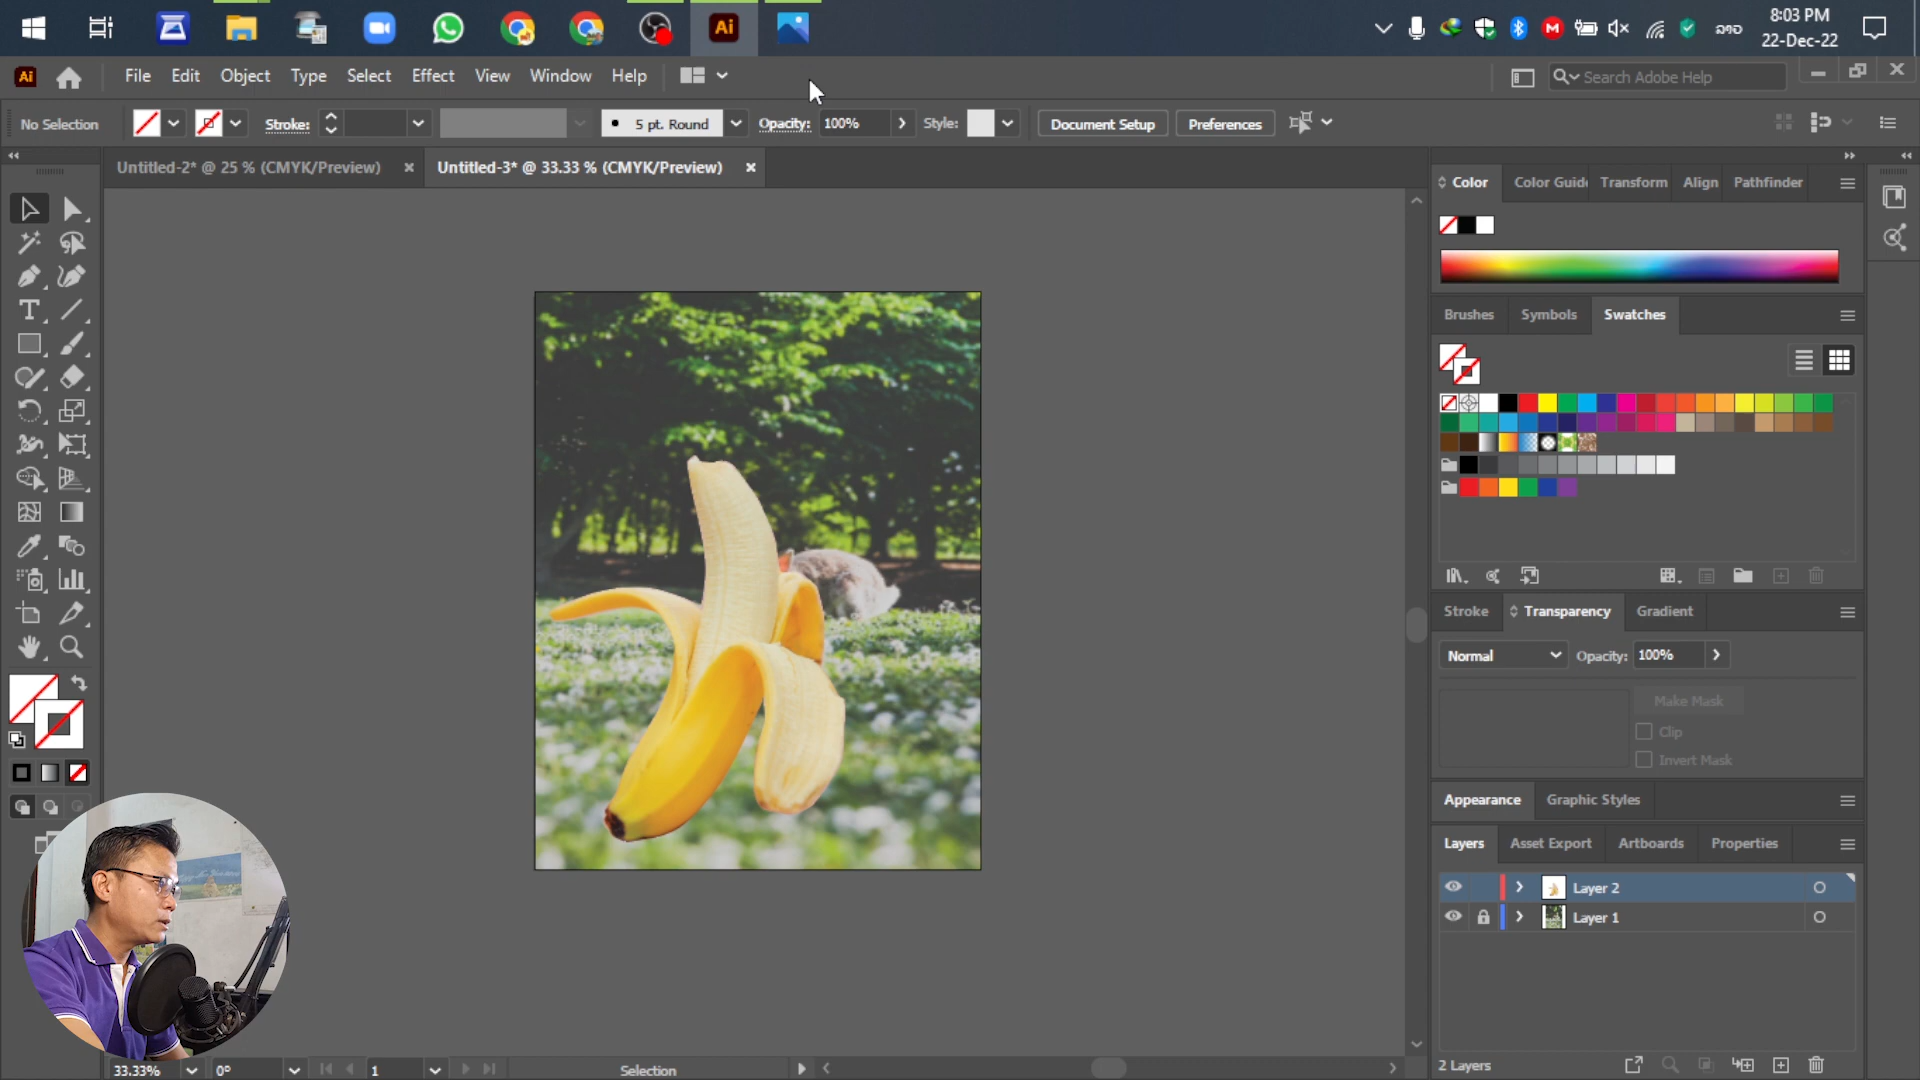 8:03 PM
ລາວ
22-Dec-22
Ai
File Edit Object Type Select Effect View Window Help
Search Adobe Help
No Selection
Stroke:
5 pt. Round
Opacity: 100%
Style:
Document Setup
Preferences
Untitled-2* @ 25 % (CMYK/Preview)
Untitled-3* @ 33.33 % (CMYK/Preview)
Color
Color Guide
Transform
Align
Pathfinder
Brushes
Symbols
Swatches
Stroke
Transparency
Gradient
Normal
Opacity: 100%
Make Mask
Clip
Invert Mask
Appearance
Graphic Styles
Layers
Asset Export
Artboards
Properties
Layer 2
Layer 1
33.33%
0°
1
Selection
2 Layers